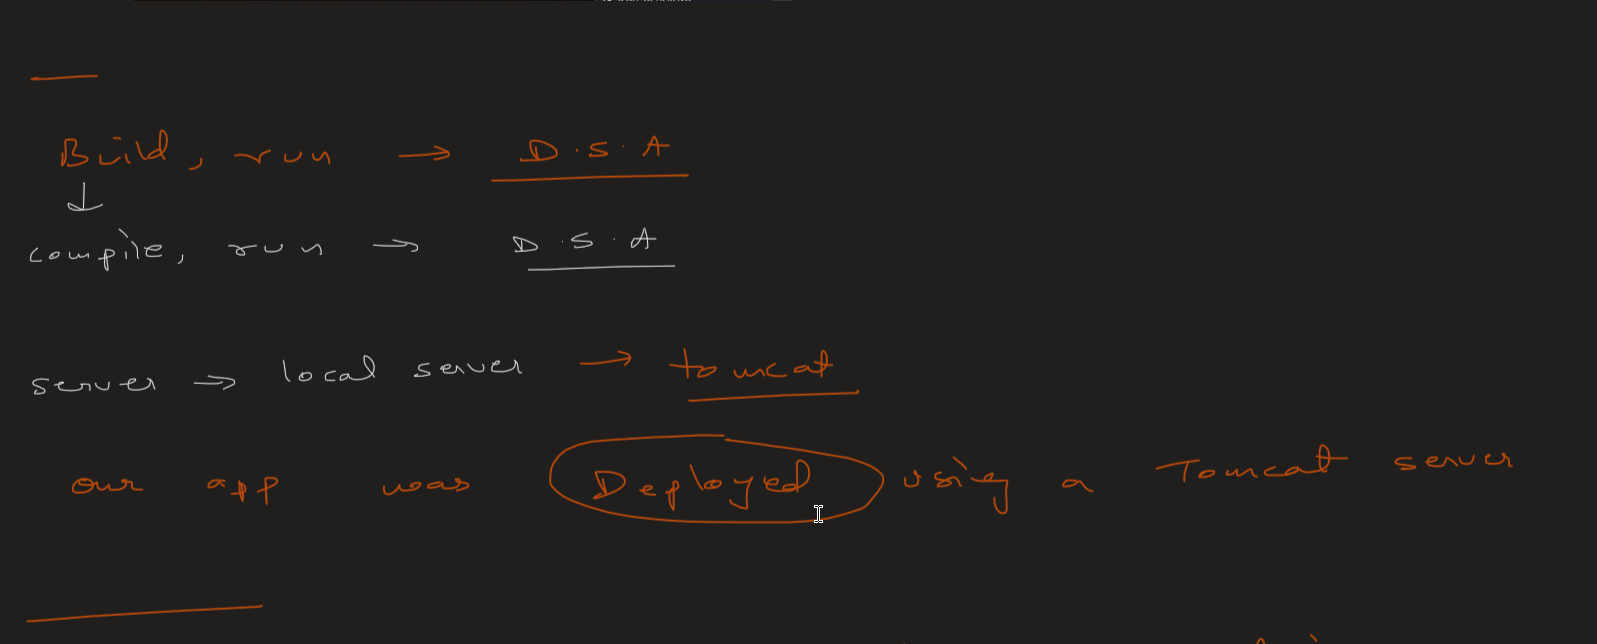 Build, run → D.S.A
↓
compile, run → D.S.A
server → local server → tomcat
our app was Deployed using a Tomcat server